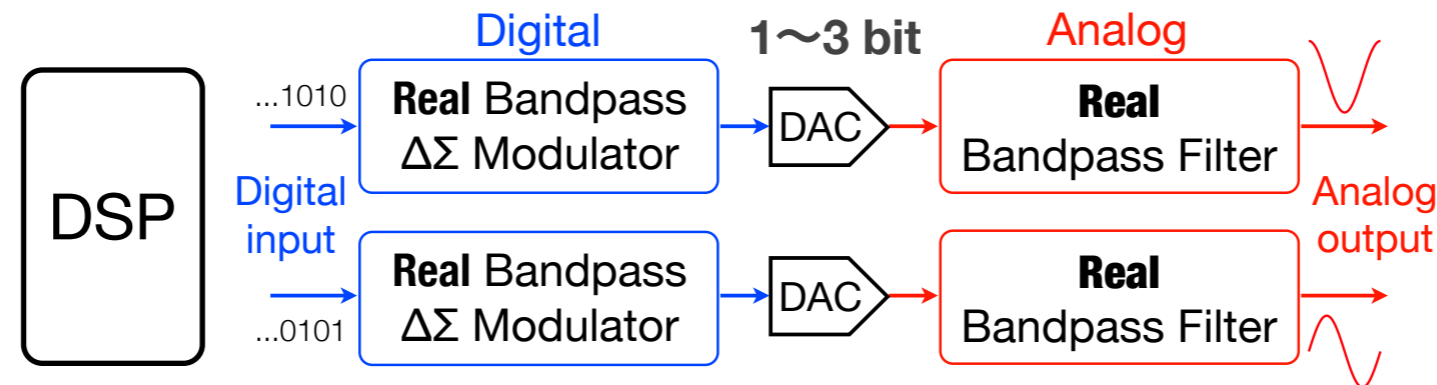 DSP
Digital
1〜3 bit
Analog
...1010
Real Bandpass
ΔΣ Modulator
DAC
Real
Bandpass Filter
Digital
input
Analog
output
...0101
Real Bandpass
ΔΣ Modulator
DAC
Real
Bandpass Filter